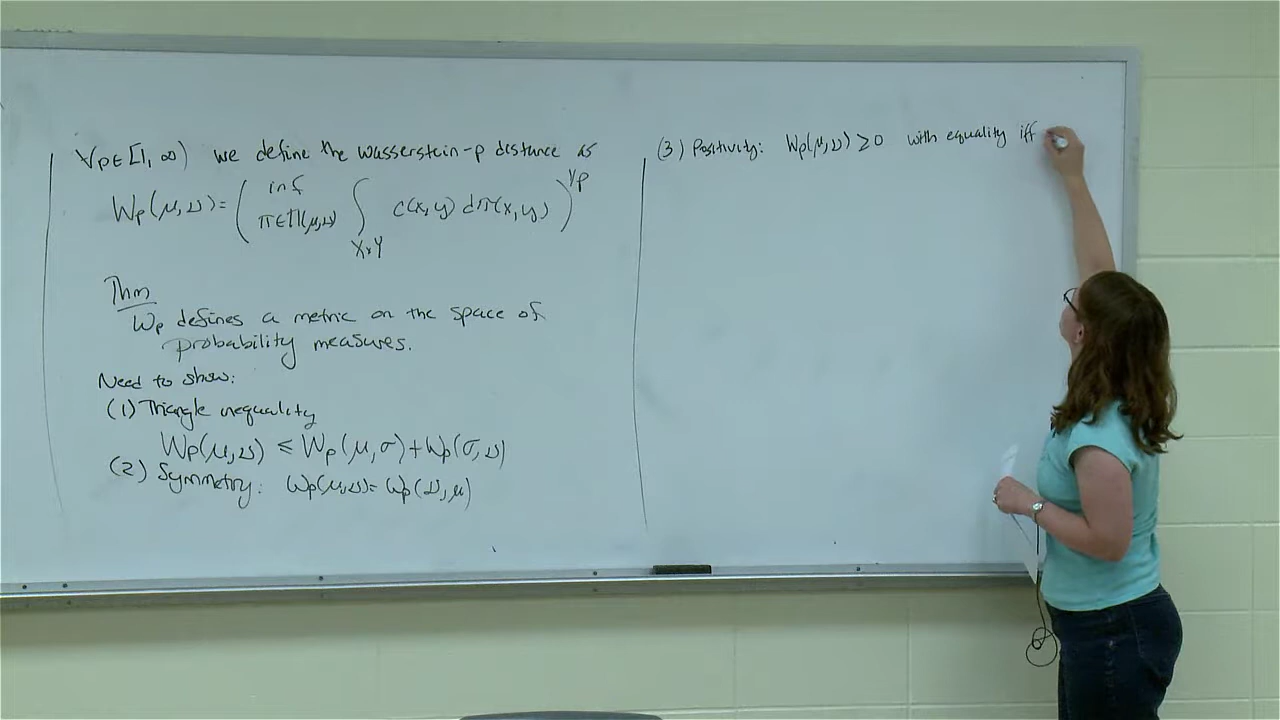 ∀p∈[1,∞) we define the wasserstein-p distance as
Wp(μ,ν)=( inf π∈Π(μ,ν) ∫ X×Y c(x,y) dπ(x,y) )^1/p
Thm
Wp defines a metric on the space of
probability measures.
Need to show:
(1) Triangle inequality
Wp(μ,ν) ≤ Wp(μ,σ)+Wp(σ,ν)
(2) Symmetry: Wp(μ,ν)=Wp(ν,μ)
(3) Positivity: Wp(μ,ν) ≥ 0 with equality iff